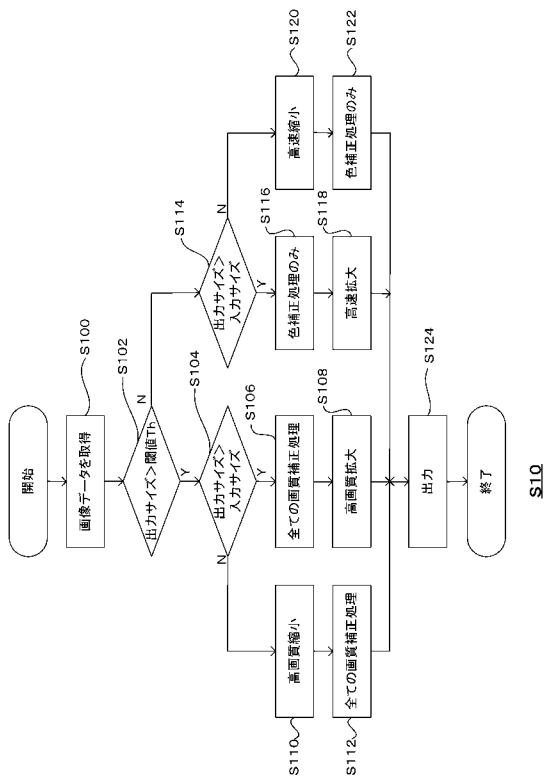 開始
画像データを取得
S100
出力サイズ>閾値Th
S102
N
Y
出力サイズ>
入力サイズ
S104
N
Y
出力サイズ>
入力サイズ
S114
N
Y
高画質縮小
S110
全ての画質補正処理
S112
全ての画質補正処理
S106
高画質拡大
S108
色補正処理のみ
S116
高速拡大
S118
高速縮小
S120
色補正処理のみ
S122
出力
S124
終了
S10